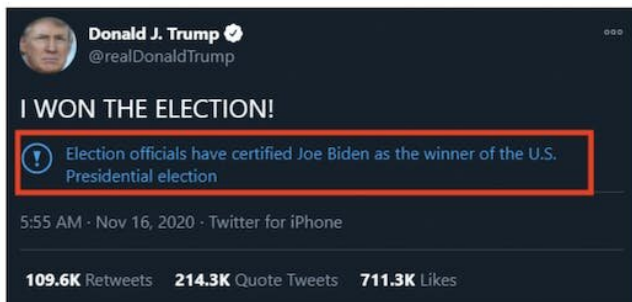 Donald J. Trump
@realDonaldTrump
I WON THE ELECTION!
Election officials have certified Joe Biden as the winner of the U.S.
Presidential election
5:55 AM · Nov 16, 2020 · Twitter for iPhone
109.6K Retweets 214.3K Quote Tweets 711.3K Likes